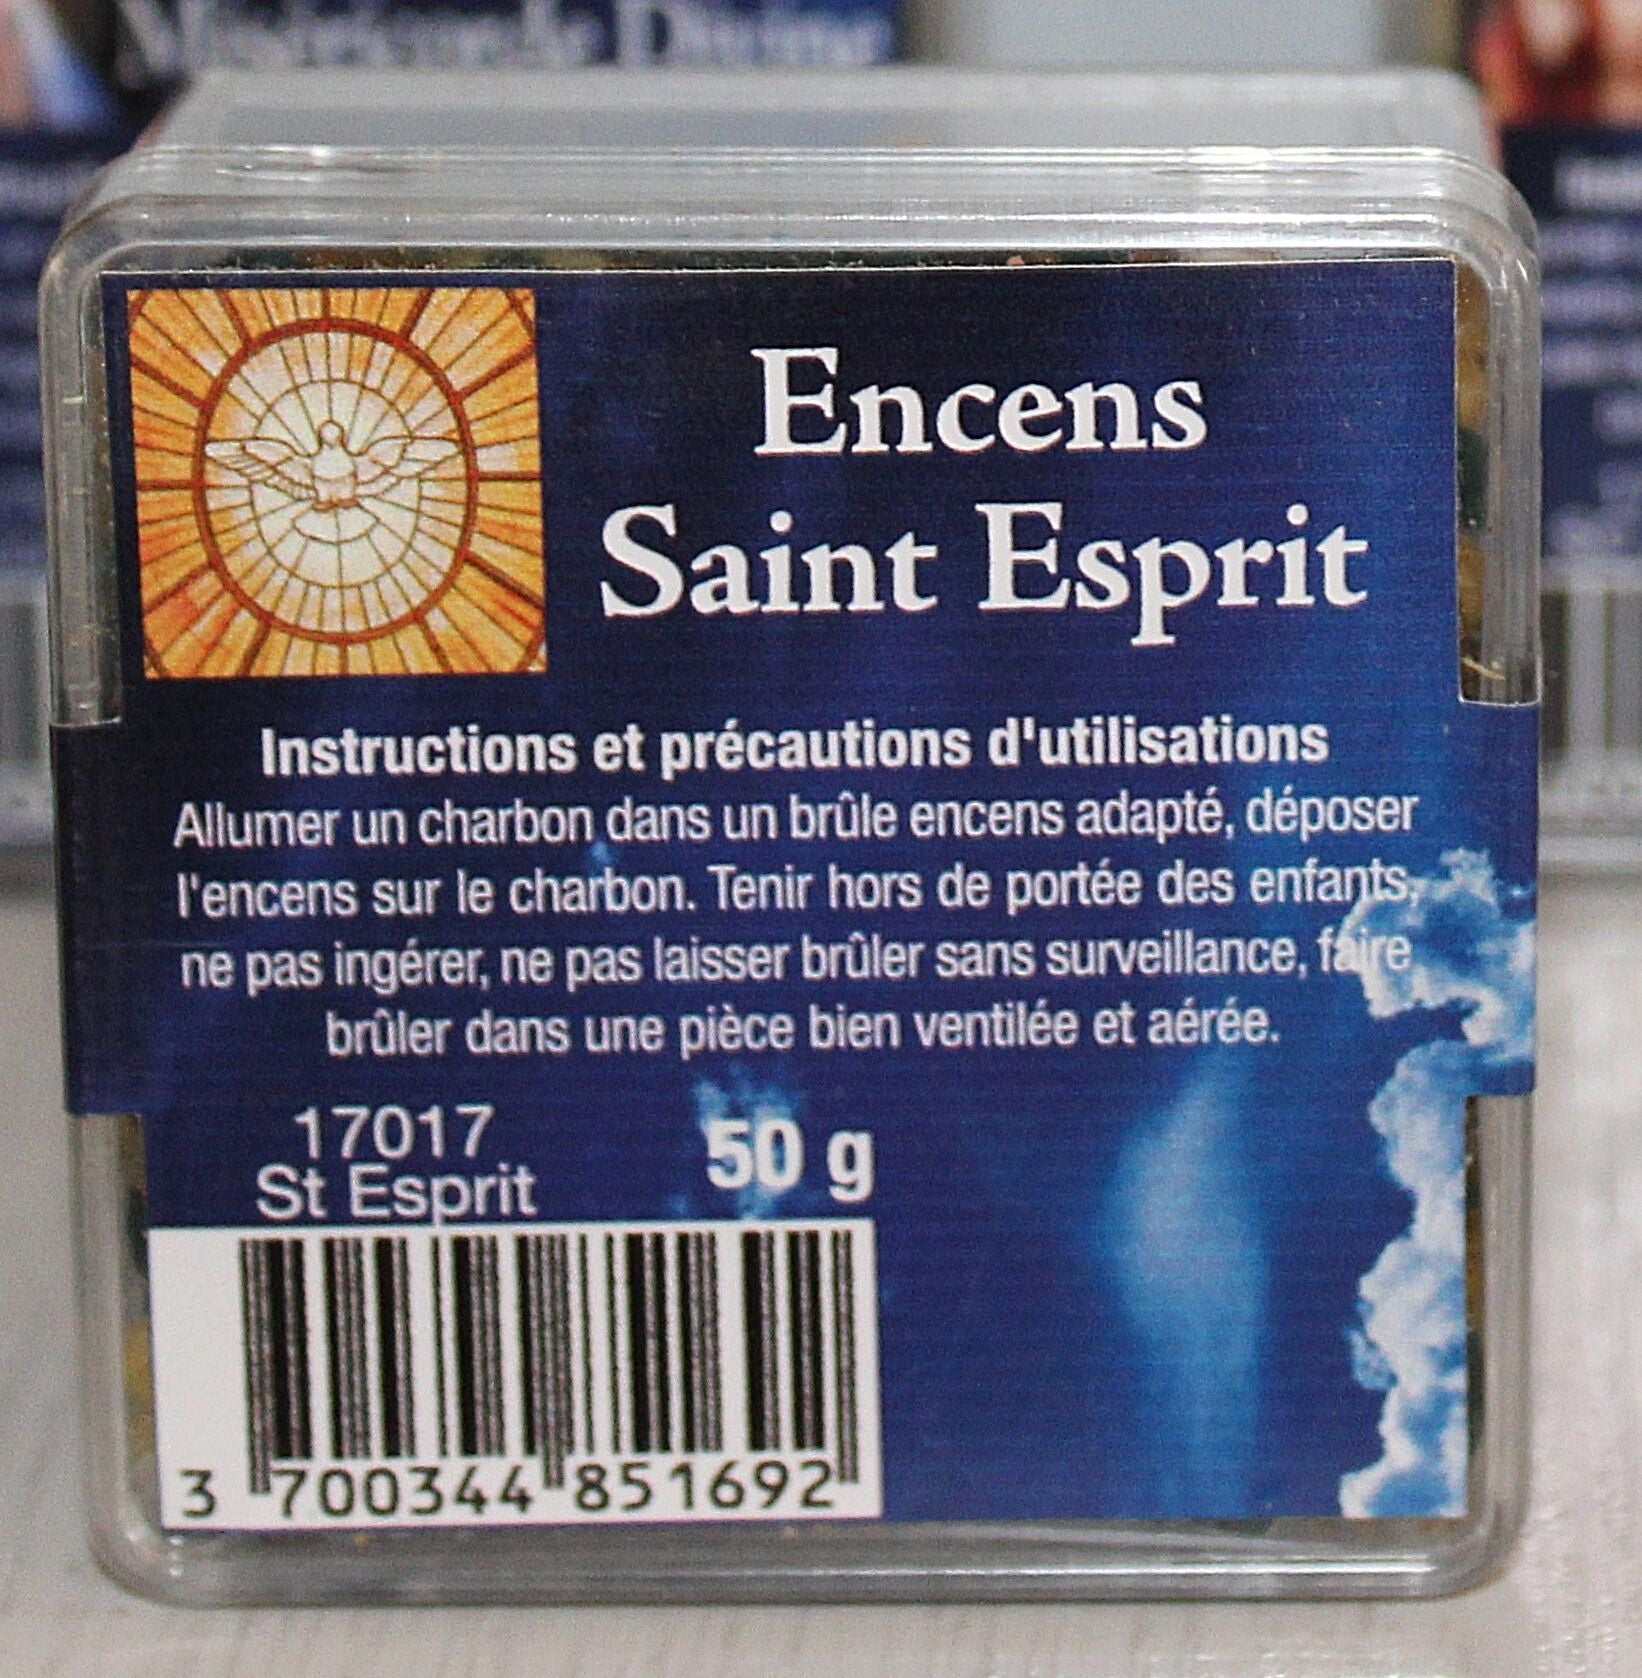 Miséricorde Divine
Encens
Saint Esprit
Instructions et précautions d'utilisations
Allumer un charbon dans un brûle encens adapté, déposer
l'encens sur le charbon. Tenir hors de portée des enfants,
ne pas ingérer, ne pas laisser brûler sans surveillance, faire
brûler dans une pièce bien ventilée et aérée.
17017
St Esprit
50 g
3 700344 851692